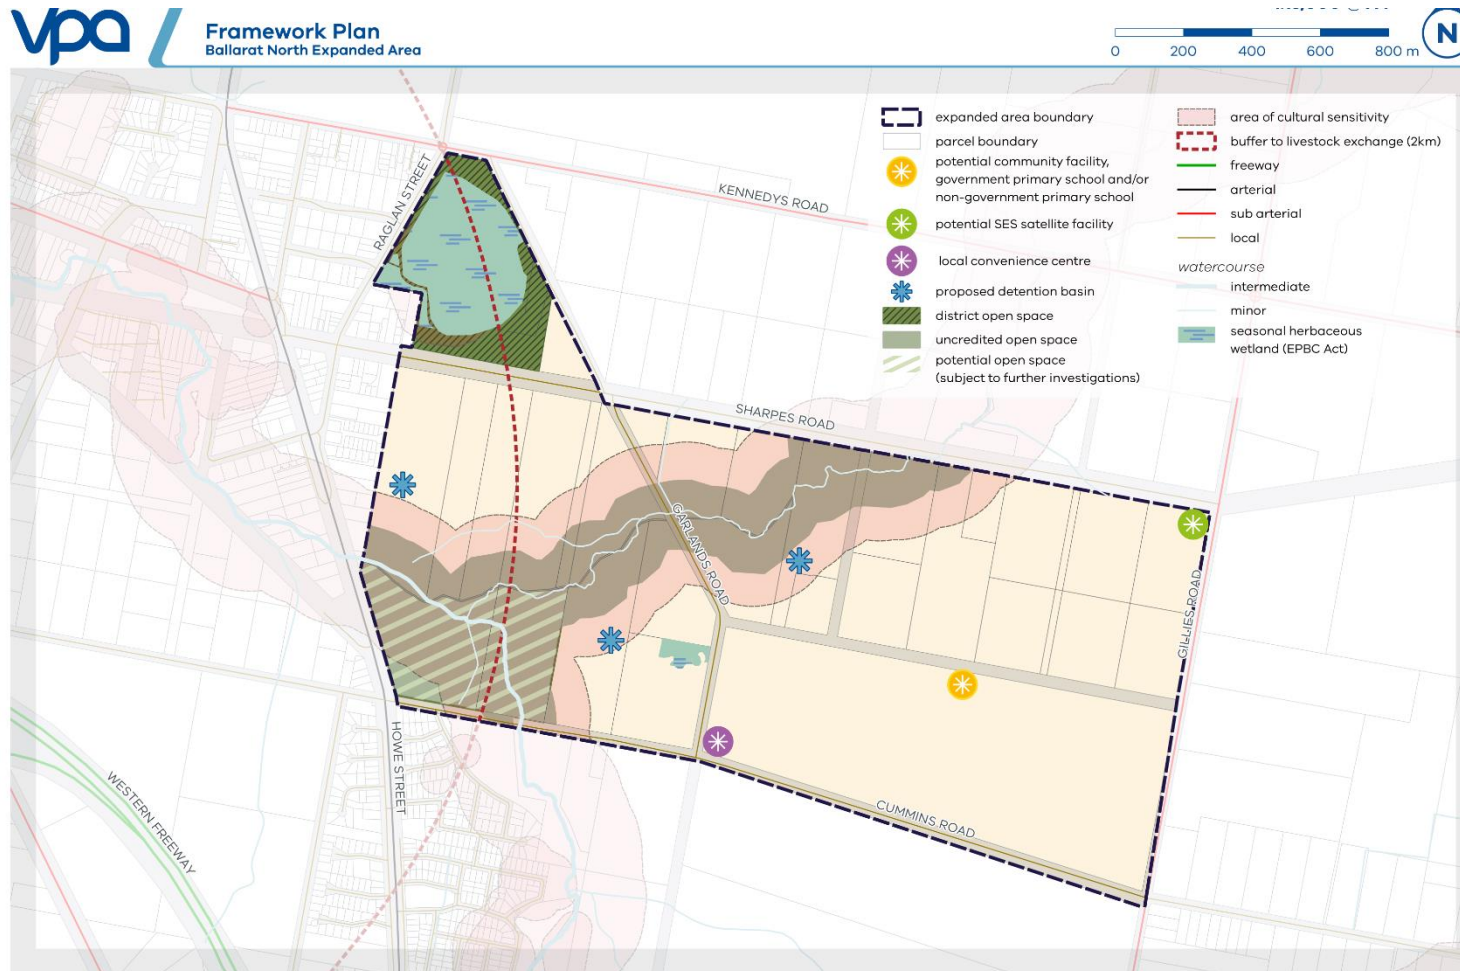 vpa
Framework Plan
Ballarat North Expanded Area
0 200 400 600 800 m
N
expanded area boundary
parcel boundary
potential community facility,
government primary school and/or
non-government primary school
potential SES satellite facility
local convenience centre
proposed detention basin
district open space
uncredited open space
potential open space
(subject to further investigations)
area of cultural sensitivity
buffer to livestock exchange (2km)
freeway
arterial
sub arterial
local
watercourse
intermediate
minor
seasonal herbaceous
wetland (EPBC Act)
RAGLAN STREET
KENNEDYS ROAD
SHARPES ROAD
GARLANDS ROAD
GILLIES ROAD
HOWE STREET
WESTERN FREEWAY
CUMMINS ROAD